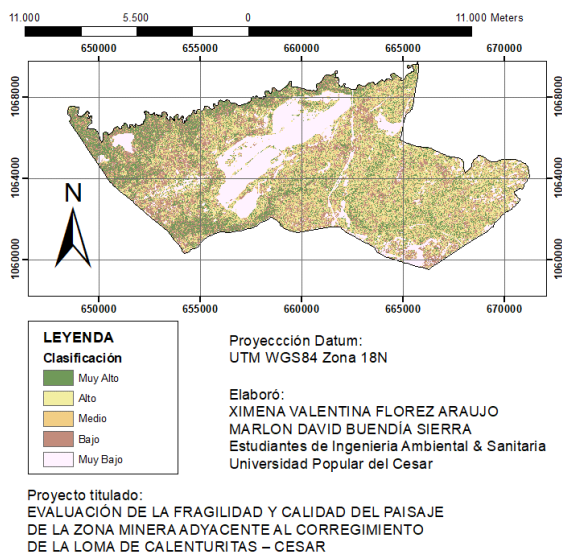 11.000 5.500 0 11.000 Meters
650000 655000 660000 665000 670000
1068000 1068000
1064000 1064000
1060000 1060000
N
650000 655000 660000 665000 670000
LEYENDA
Clasificación
Muy Alto
Alto
Medio
Bajo
Muy Bajo
Proyeccción Datum:
UTM WGS84 Zona 18N
Elaboró:
XIMENA VALENTINA FLOREZ ARAUJO
MARLON DAVID BUENDÍA SIERRA
Estudiantes de Ingenieria Ambiental & Sanitaria
Universidad Popular del Cesar
Proyecto titulado:
EVALUACIÓN DE LA FRAGILIDAD Y CALIDAD DEL PAISAJE
DE LA ZONA MINERA ADYACENTE AL CORREGIMIENTO
DE LA LOMA DE CALENTURITAS – CESAR